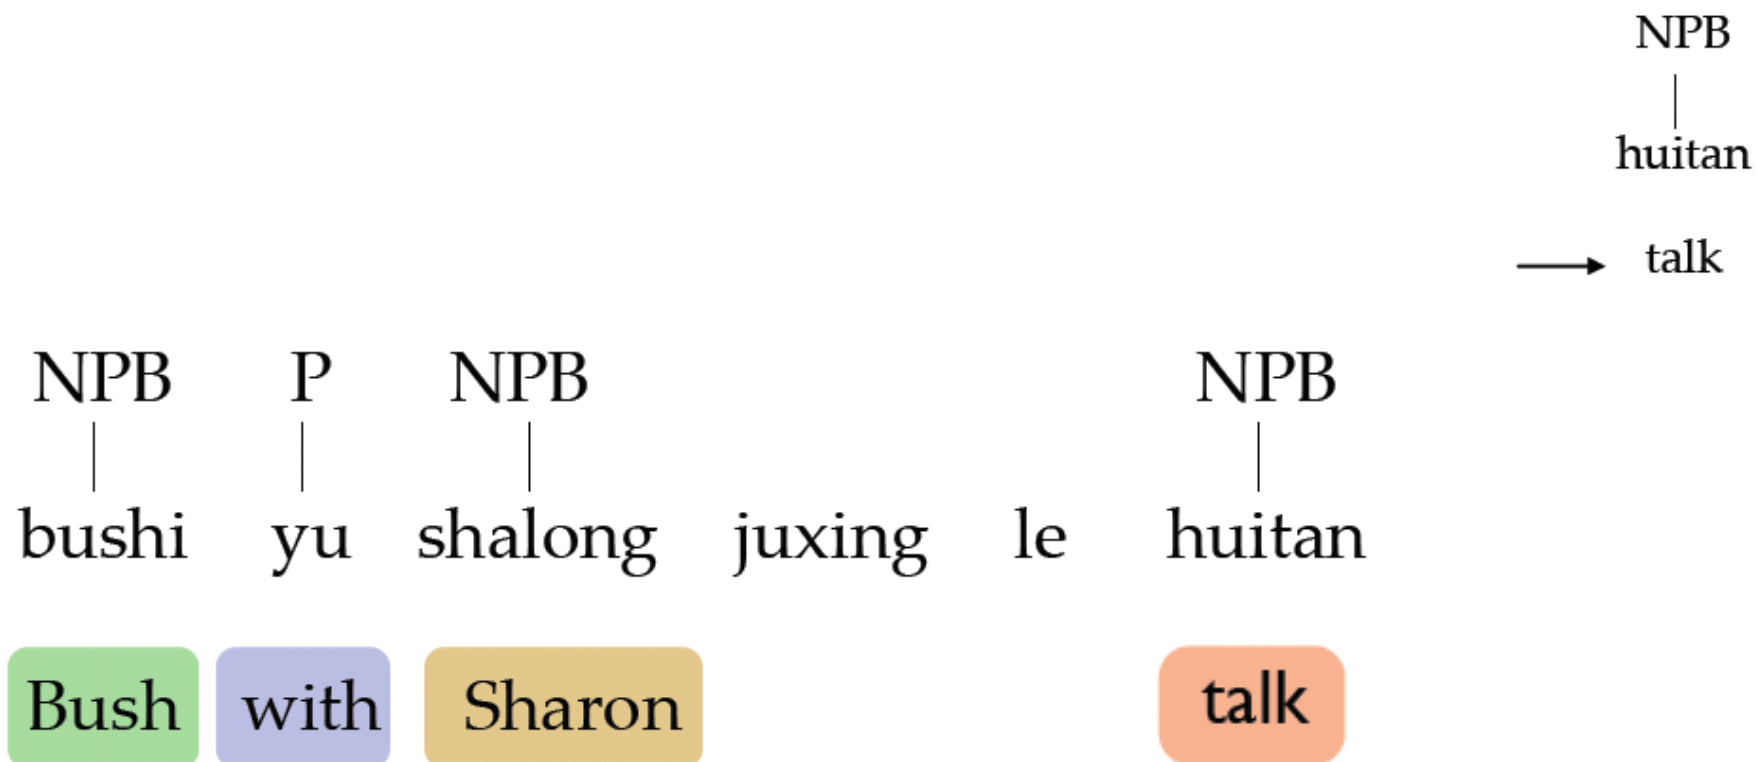 NPB
huitan
→ talk
NPB P NPB NPB
bushi yu shalong juxing le huitan
Bush with Sharon talk